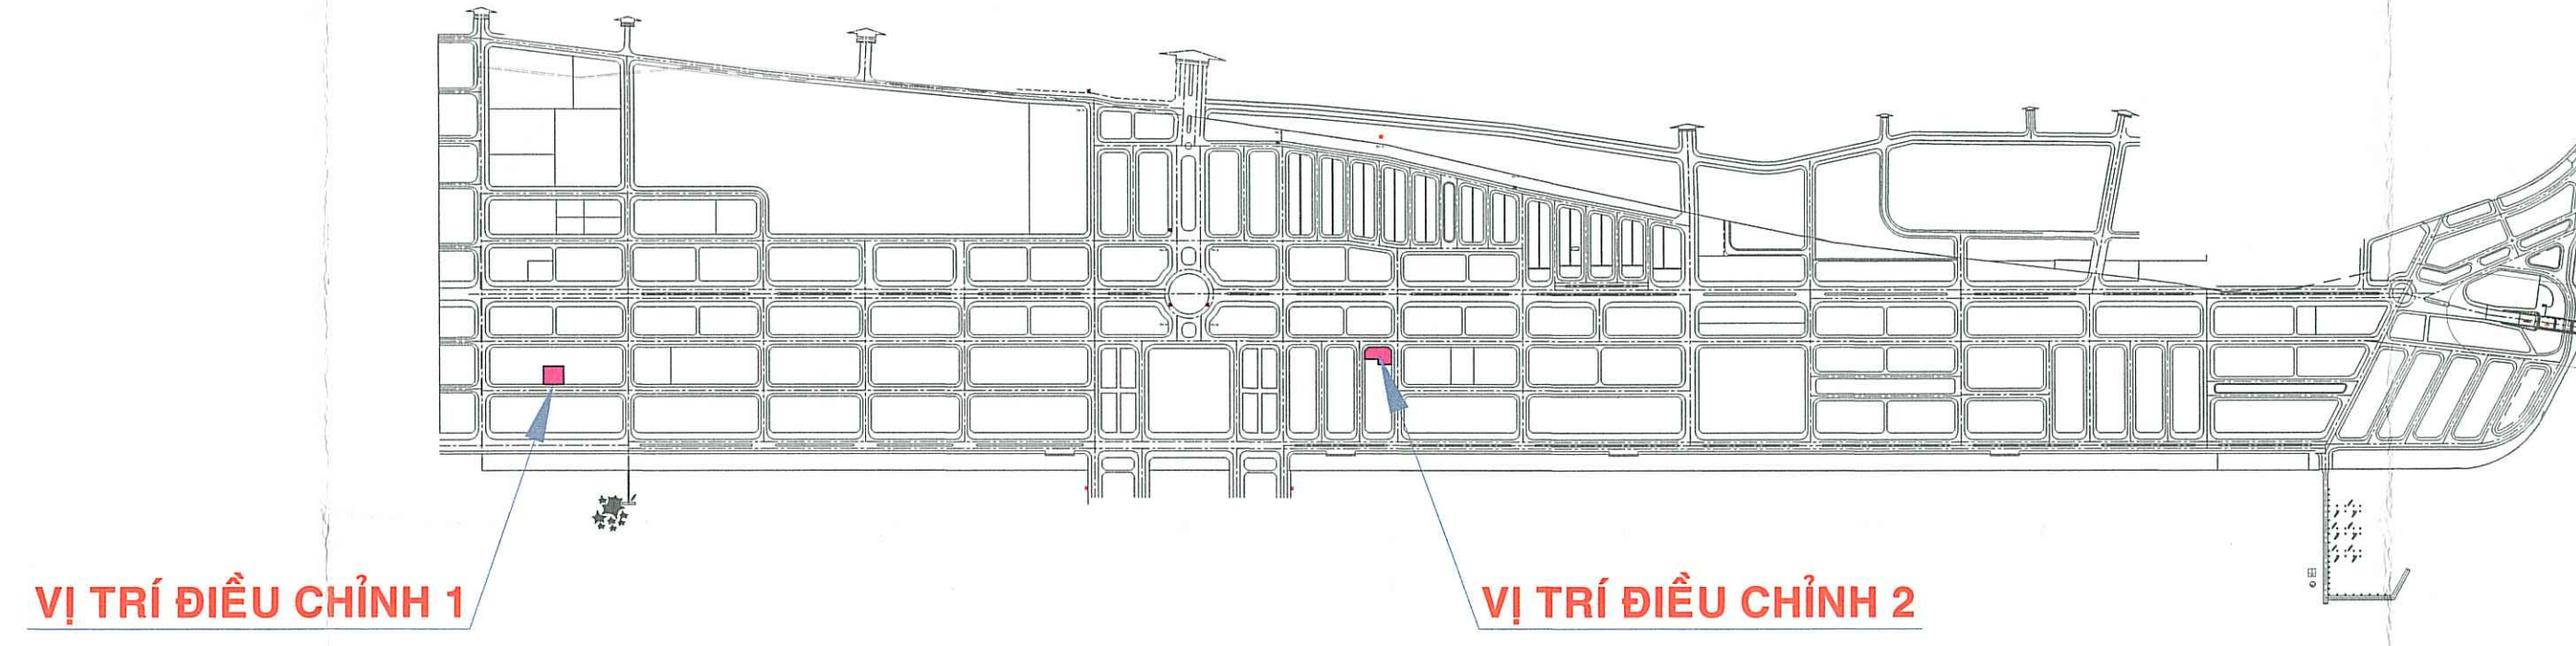 VỊ TRÍ ĐIỀU CHỈNH 1
VỊ TRÍ ĐIỀU CHỈNH 2